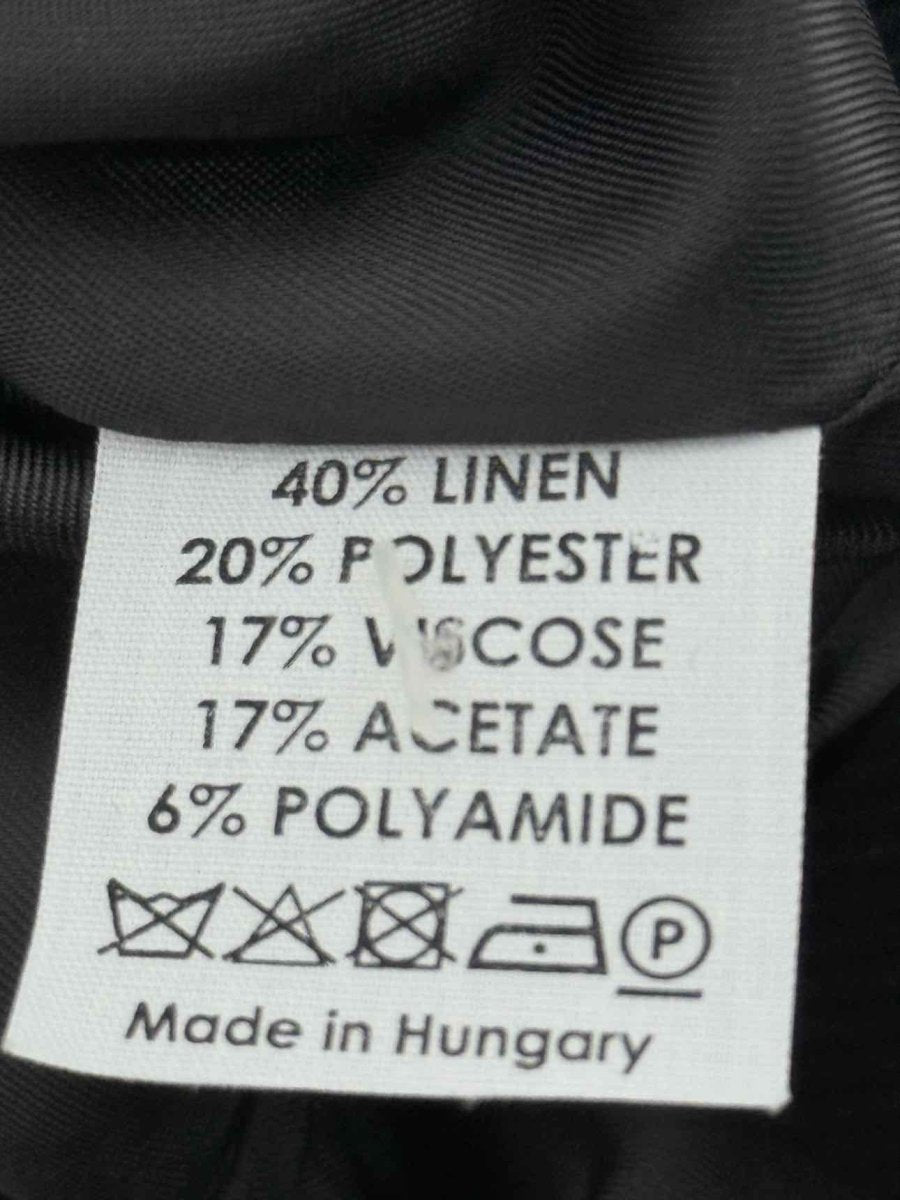 40% LINEN
20% POLYESTER
17% VISCOSE
17% ACETATE
6% POLYAMIDE
P
Made in Hungary